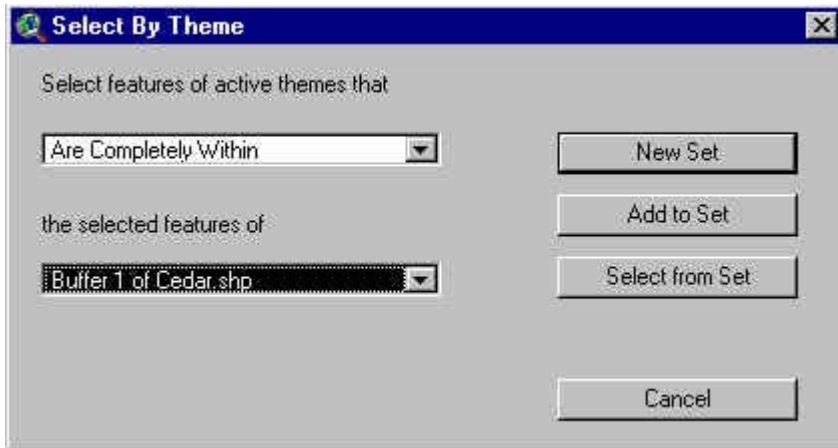 Select By Theme
Select features of active themes that
Are Completely Within
New Set
the selected features of
Add to Set
Buffer 1 of Cedar.shp
Select from Set
Cancel